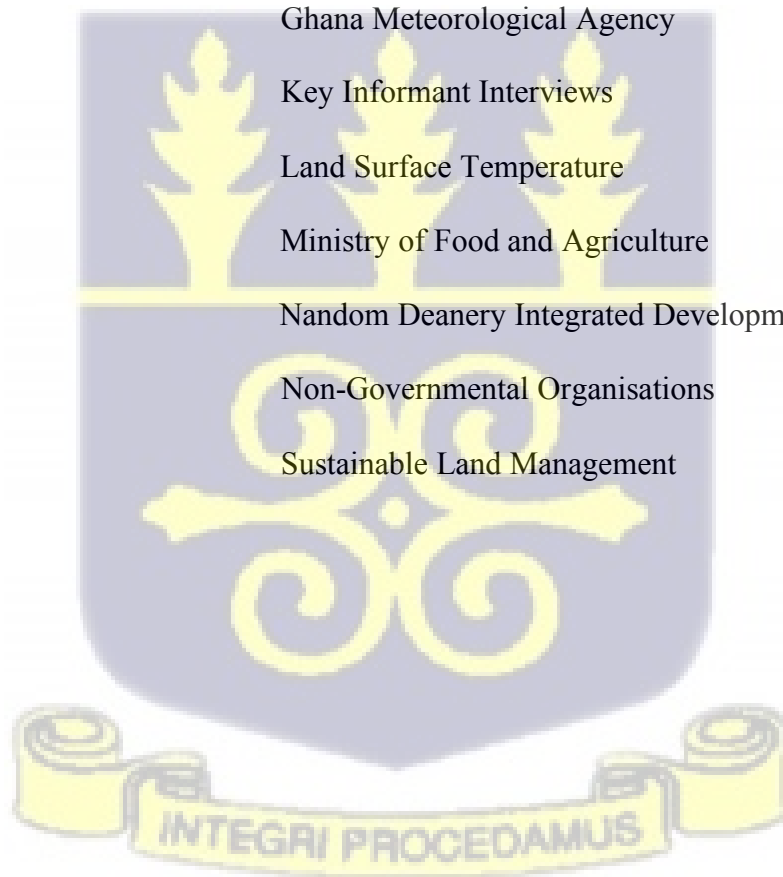 Ghana Meteorological Agency
Key Informant Interviews
Land Surface Temperature
Ministry of Food and Agriculture
Nandom Deanery Integrated Developm
Non-Governmental Organisations
Sustainable Land Management
INTEGRI PROCEDAMUS